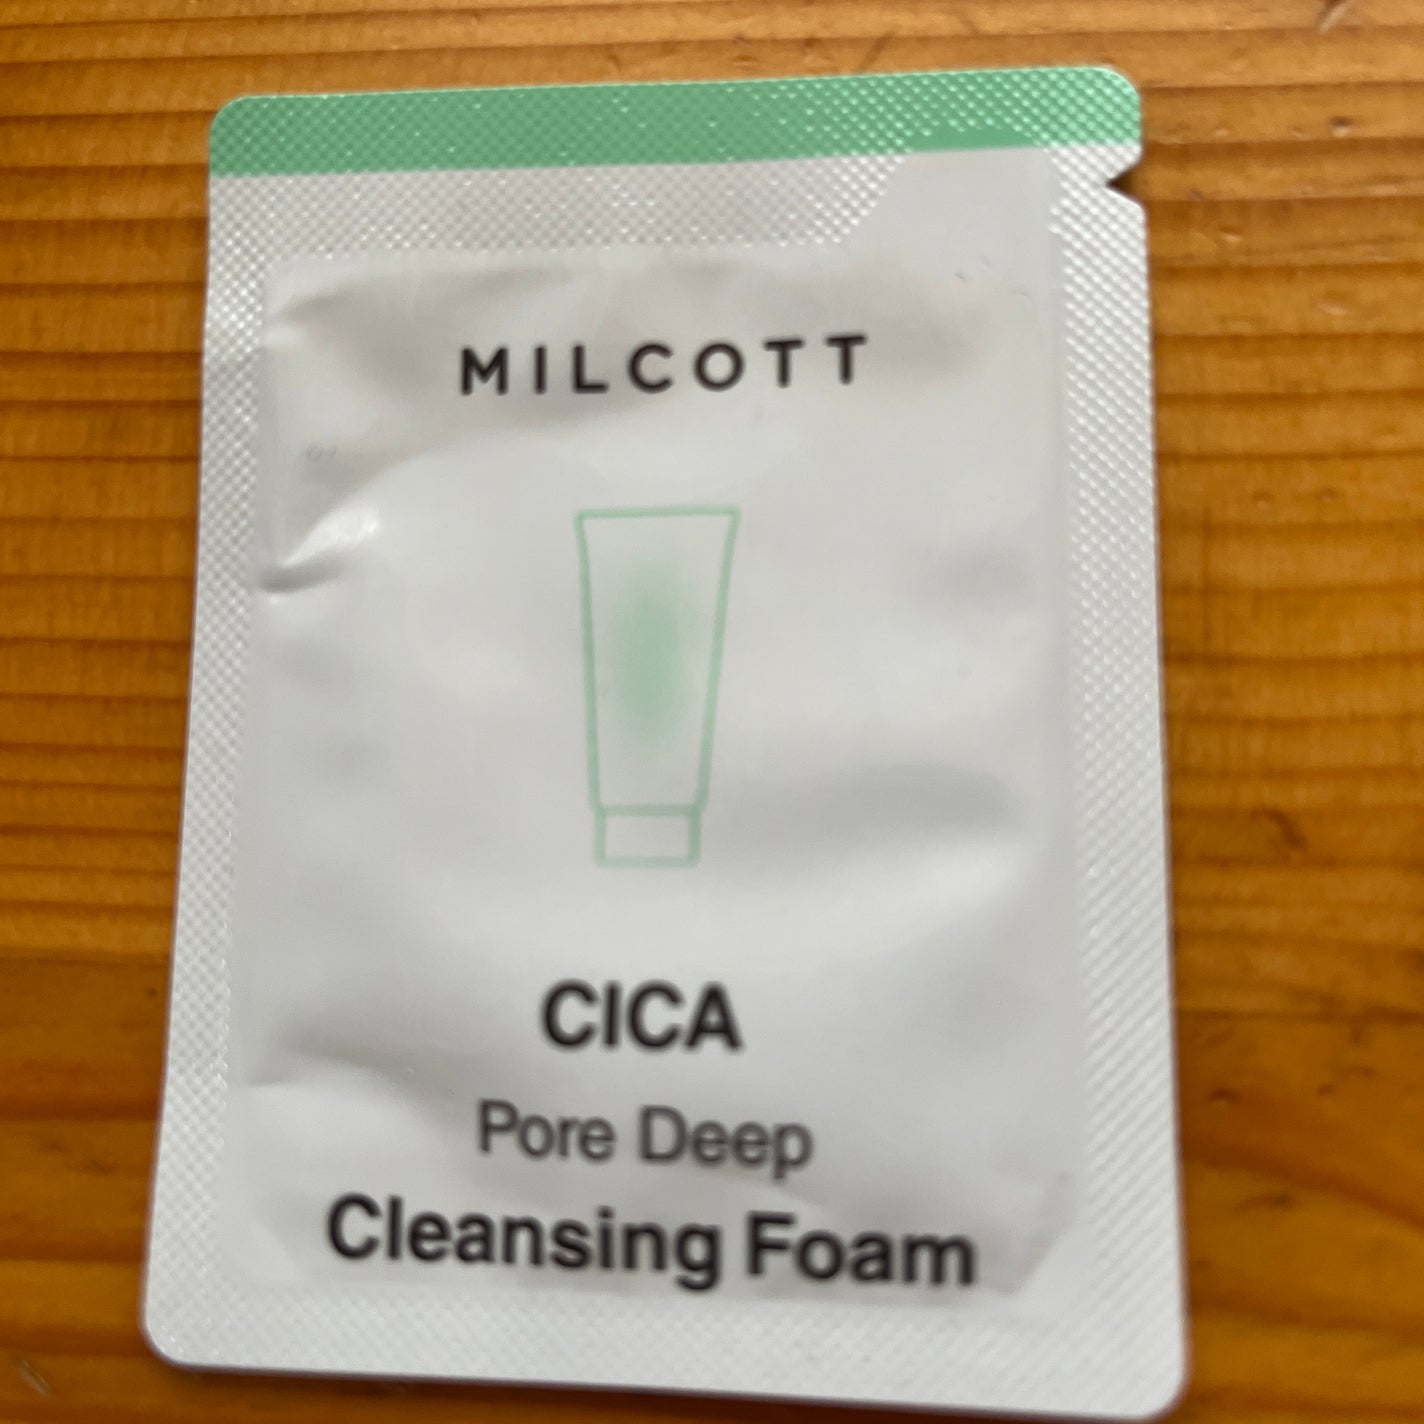 MILCOTT
CICA
Pore Deep
Cleansing Foam